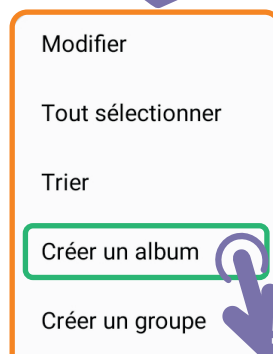 Modifier
Tout sélectionner
Trier
Créer un album
Créer un groupe